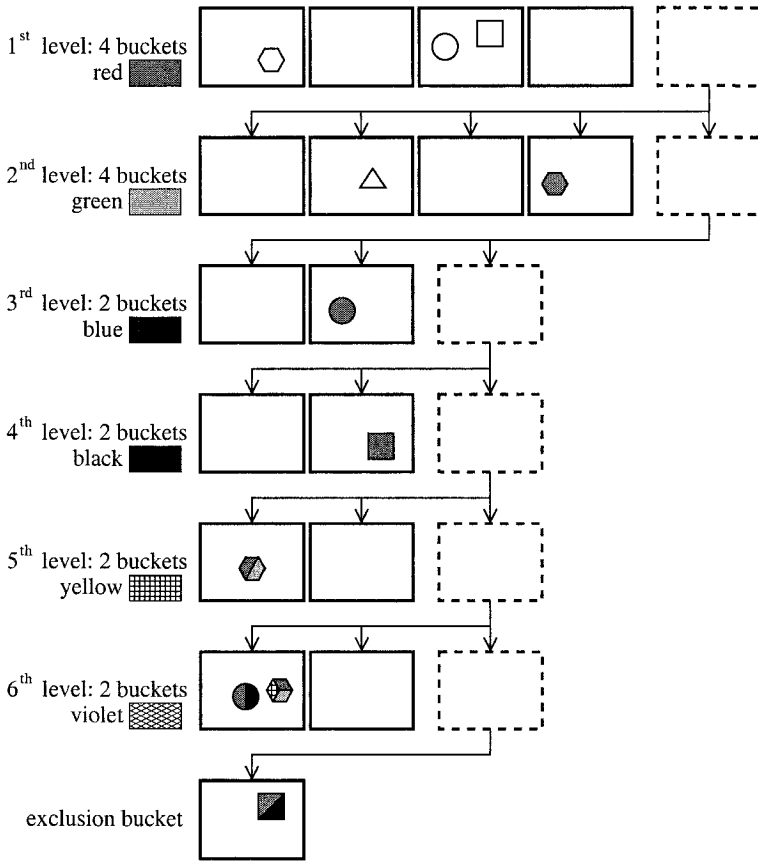 1st level: 4 buckets
red
2nd level: 4 buckets
green
3rd level: 2 buckets
blue
4th level: 2 buckets
black
5th level: 2 buckets
yellow
6th level: 2 buckets
violet
exclusion bucket